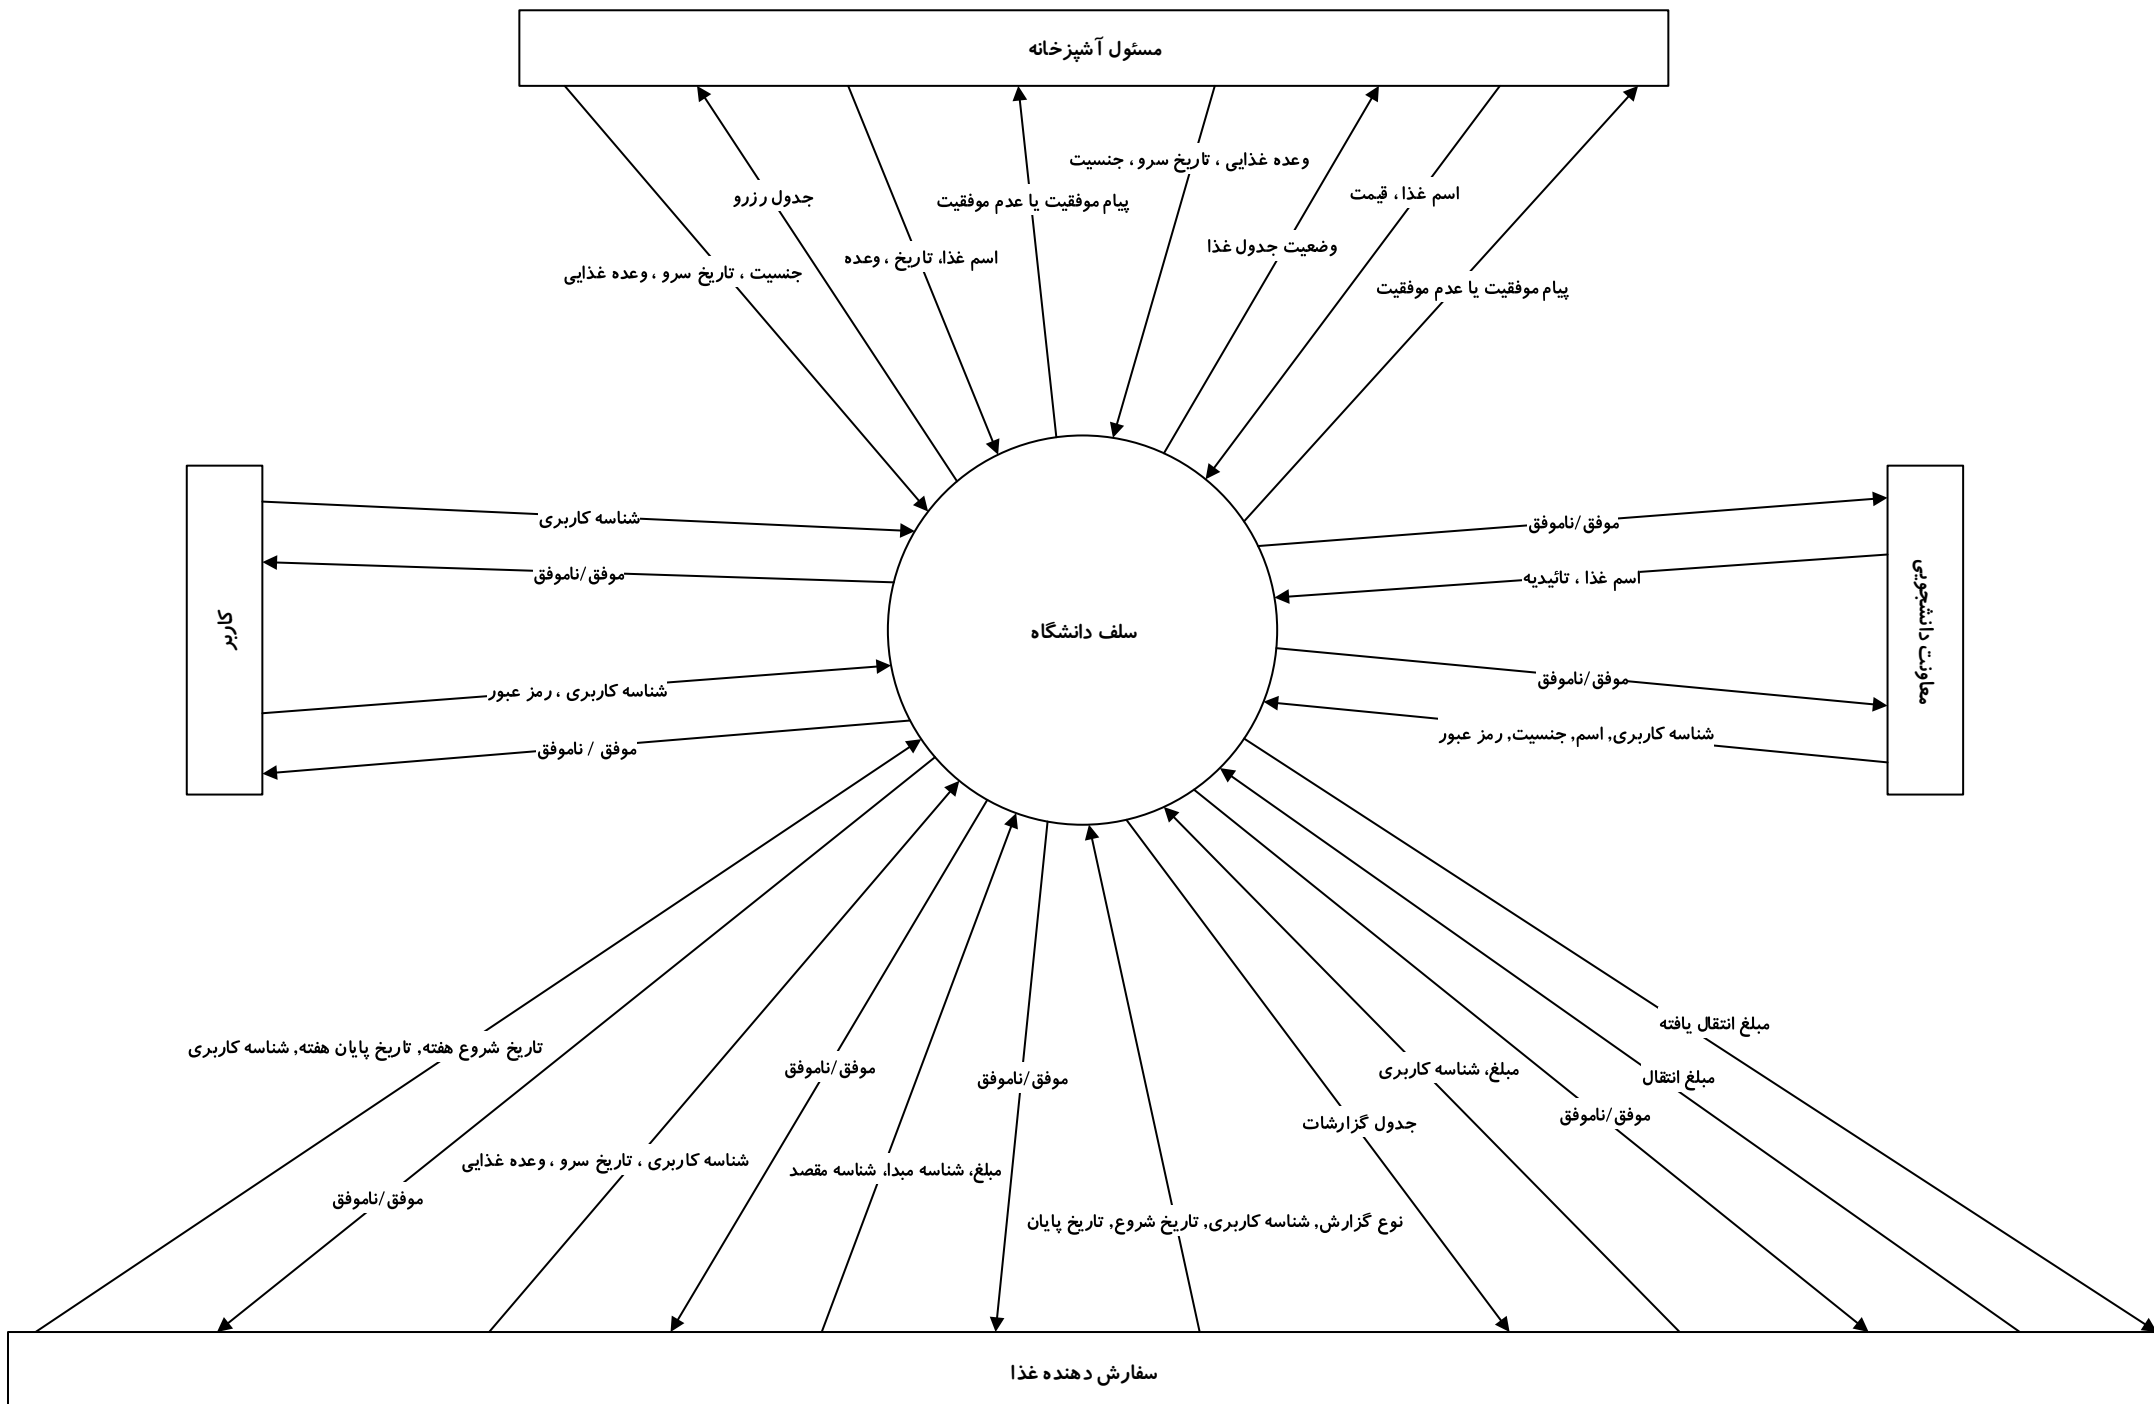 مسئول آشپزخانه
وعده غذایی ، تاریخ سرو ، جنسیت
اسم غذا ، قیمت
جدول رزرو
پیام موفقیت یا عدم موفقیت
وضعیت جدول غذا
اسم غذا، تاریخ ، وعده
جنسیت ، تاریخ سرو ، وعده غذایی
پیام موفقیت یا عدم موفقیت
شناسه کاربری
موفق/ناموفق
کاربر
شناسه کاربری ، رمز عبور
موفق / ناموفق
سلف دانشگاه
موفق/ناموفق
اسم غذا ، تائیدیه
معاونت دانشجویی
موفق/ناموفق
شناسه کاربری, اسم, جنسیت, رمز عبور
مبلغ انتقال یافته
تاریخ شروع هفته, تاریخ پایان هفته, شناسه کاربری
موفق/ناموفق
مبلغ، شناسه کاربری
مبلغ انتقال
موفق/ناموفق
موفق/ناموفق
جدول گزارشات
شناسه کاربری ، تاریخ سرو ، وعده غذایی
مبلغ، شناسه مبدا، شناسه مقصد
موفق/ناموفق
نوع گزارش, شناسه کاربری, تاریخ شروع, تاریخ پایان
سفارش دهنده غذا